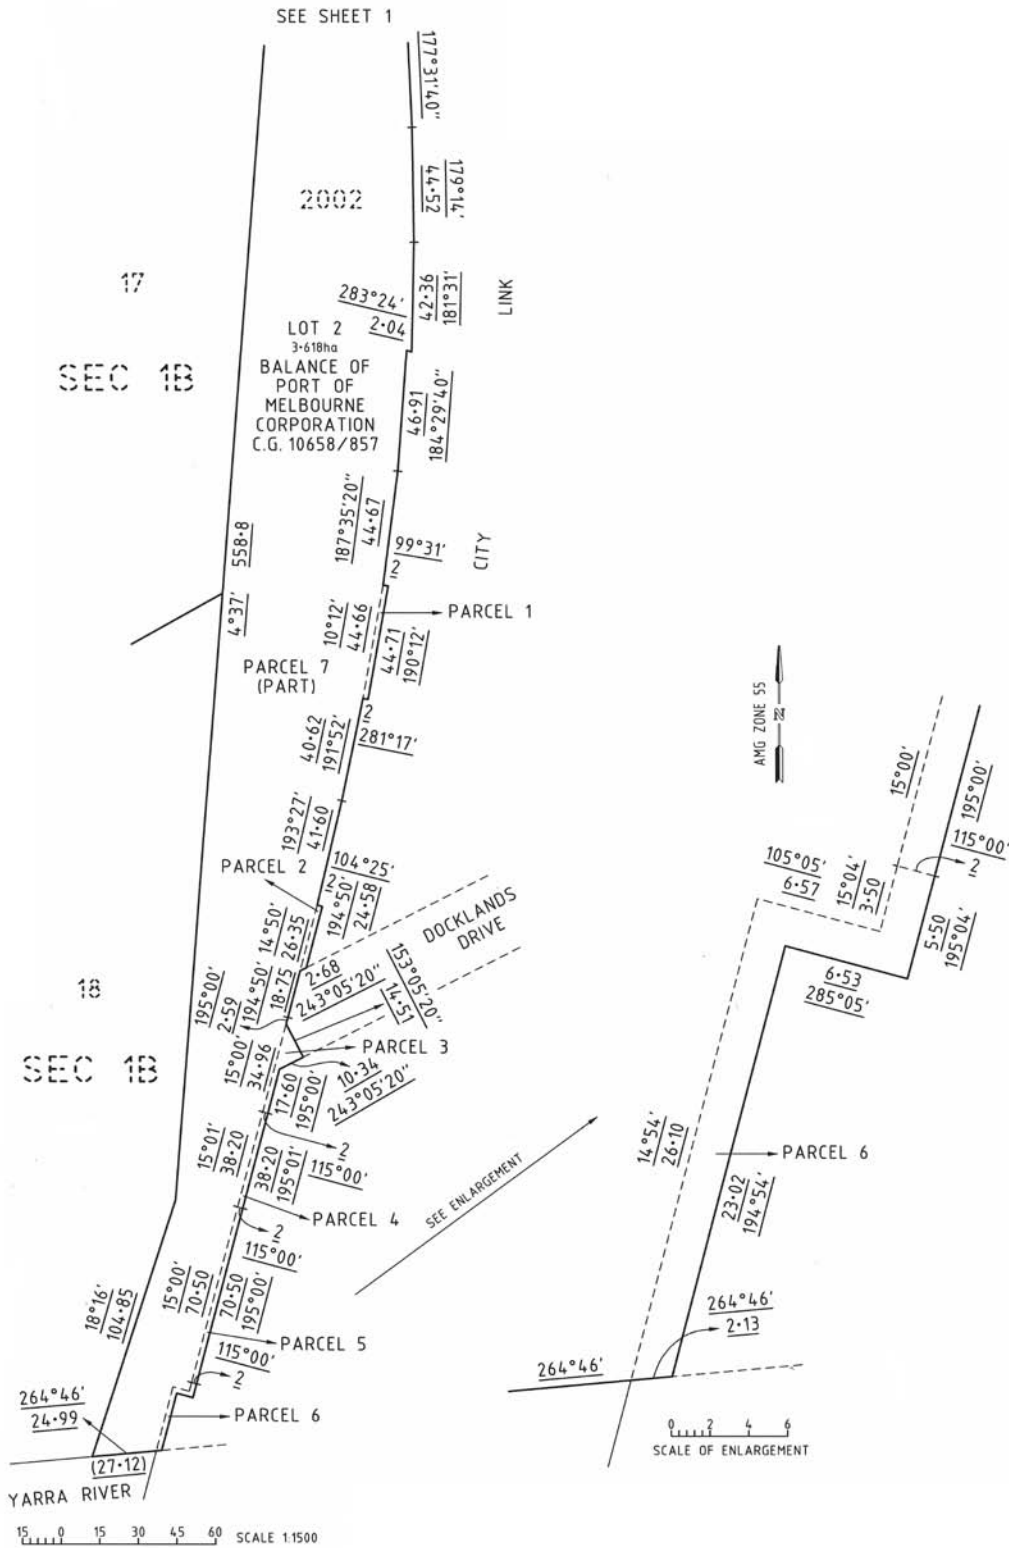 SEE SHEET 1
177°31'40"
44·52
179°14'
2002
17
42·36
181°31'
LINK
283°24'
2·04
LOT 2
3·618ha
BALANCE OF
PORT OF
MELBOURNE
CORPORATION
C.G. 10658/857
SEC 1B
46·91
184°29'40"
187°35'20"
44·67
99°31'
2
CITY
558·8
4°37'
10°12'
44·66
PARCEL 1
44·71
190°12'
PARCEL 7
(PART)
2
281°17'
40·62
191°52'
193°27'
41·60
PARCEL 2
104°25'
2
194°50'
24·58
14°50'
26·35
DOCKLANDS
DRIVE
18
195°00'
2·59
194°50'
18·75
2·68
243°05'20"
153°05'20"
14·51
SEC 1B
15°00'
34·96
PARCEL 3
10·34
243°05'20"
17·60
195°00'
15°01'
38·20
38·20
195°01'
2
115°00'
PARCEL 4
2
115°00'
SEE ENLARGEMENT
15°00'
70·50
70·50
195°00'
18°16'
104·85
PARCEL 5
115°00'
2
264°46'
24·99
PARCEL 6
(27·12)
YARRA RIVER
15 0 15 30 45 60 SCALE 1:1500
AMG ZONE 55
N
15°00'
195°00'
115°00'
2
105°05'
6·57
15°04'
3·50
5·50
195°04'
6·53
285°05'
14°54'
26·10
PARCEL 6
23·02
194°54'
264°46'
2·13
264°46'
0 2 4 6
SCALE OF ENLARGEMENT